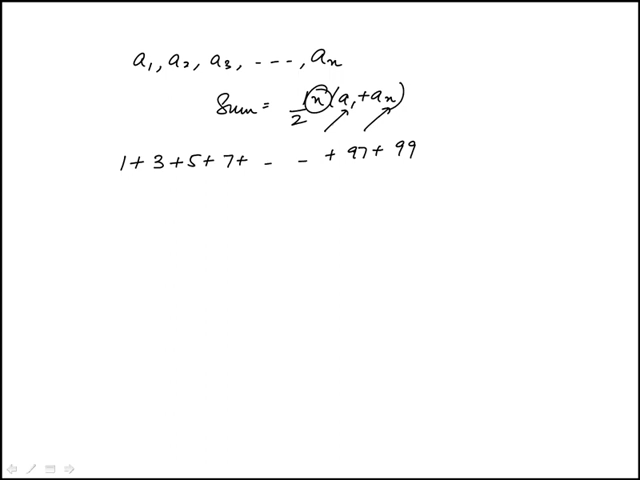 a₁, a₂, a₃, ----, aₙ
Sum = 1/2 n (a₁ + aₙ)
1 + 3 + 5 + 7 + - - + 97 + 99